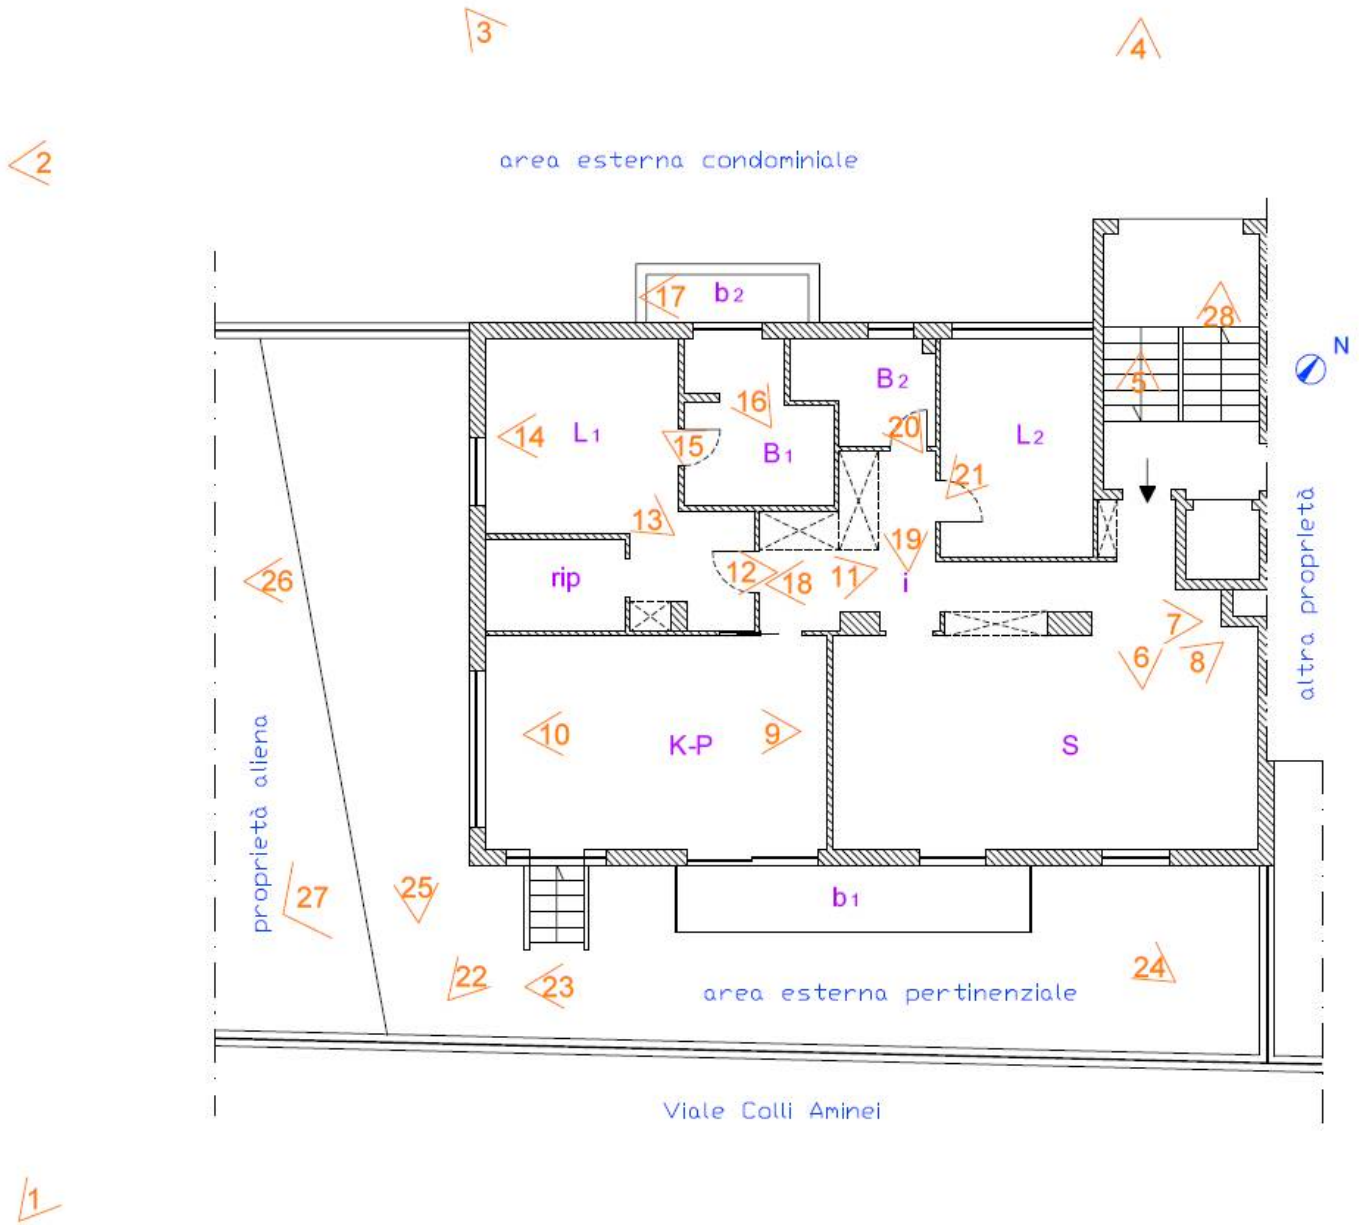 3
4
2
area esterna condominiale
17
b2
28
N
B2
5
16
20
14
L1
15
B1
L2
21
13
19
altra proprietà
26
rip
12
18
11
i
7
6
8
10
K-P
9
S
proprietà aliena
27
25
b1
22
23
24
area esterna pertinenziale
Viale Colli Aminei
1